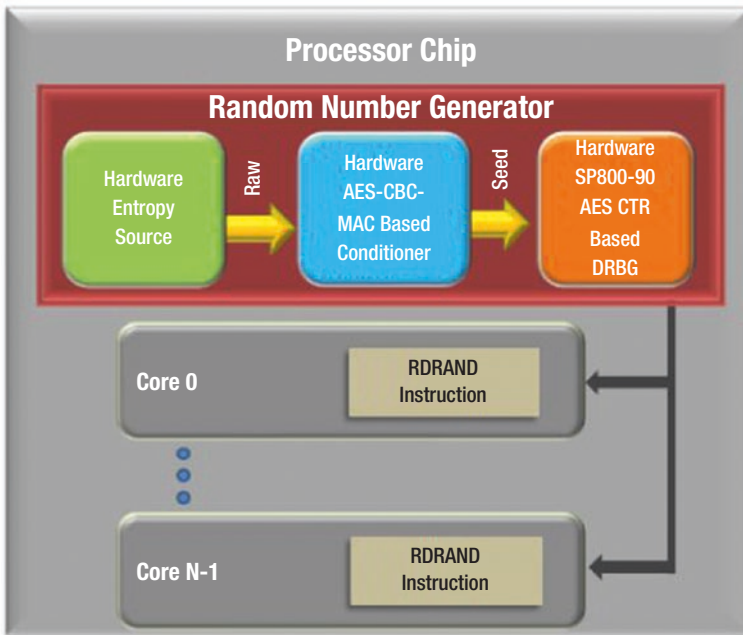 Processor Chip
Random Number Generator
Hardware
Entropy
Source
Raw
Hardware
AES-CBC-
MAC Based
Conditioner
Seed
Hardware
SP800-90
AES CTR
Based
DRBG
Core 0
RDRAND
Instruction
Core N-1
RDRAND
Instruction